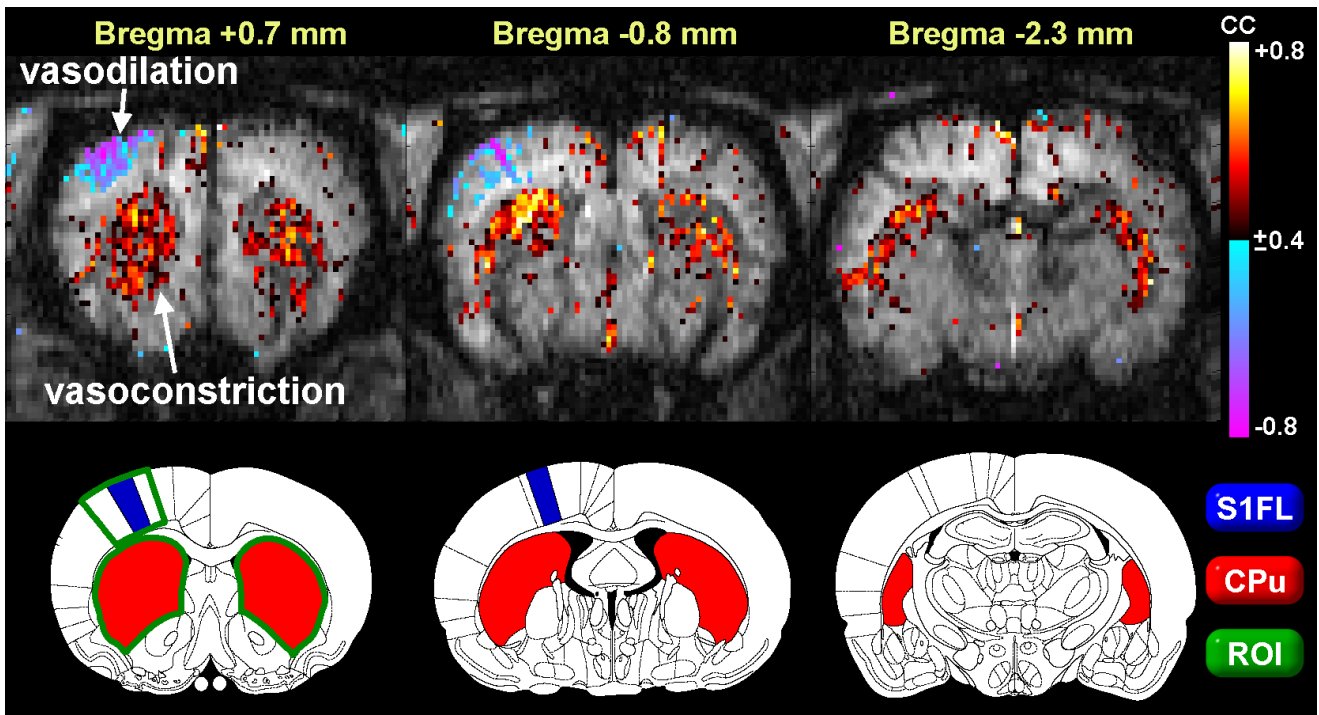 Bregma +0.7 mm
Bregma -0.8 mm
Bregma -2.3 mm
CC
+0.8
vasodilation
±0.4
vasoconstriction
-0.8
S1FL
CPu
ROI